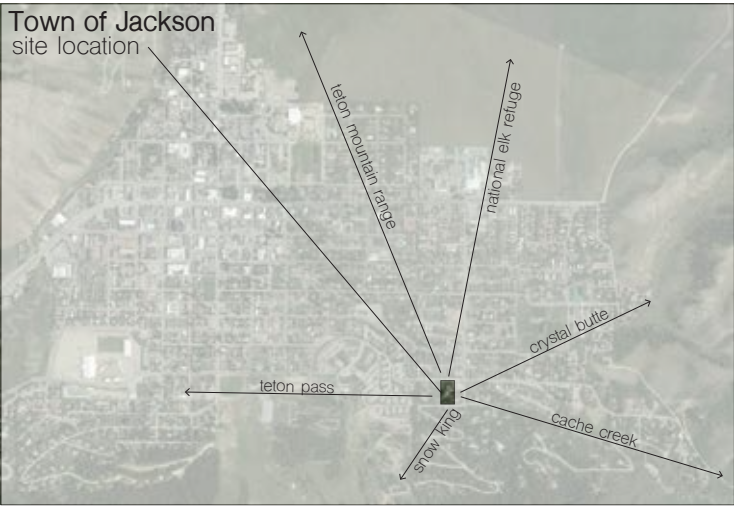 Town of Jackson
site location
teton mountain range
national elk refuge
crystal butte
teton pass
cache creek
snow king